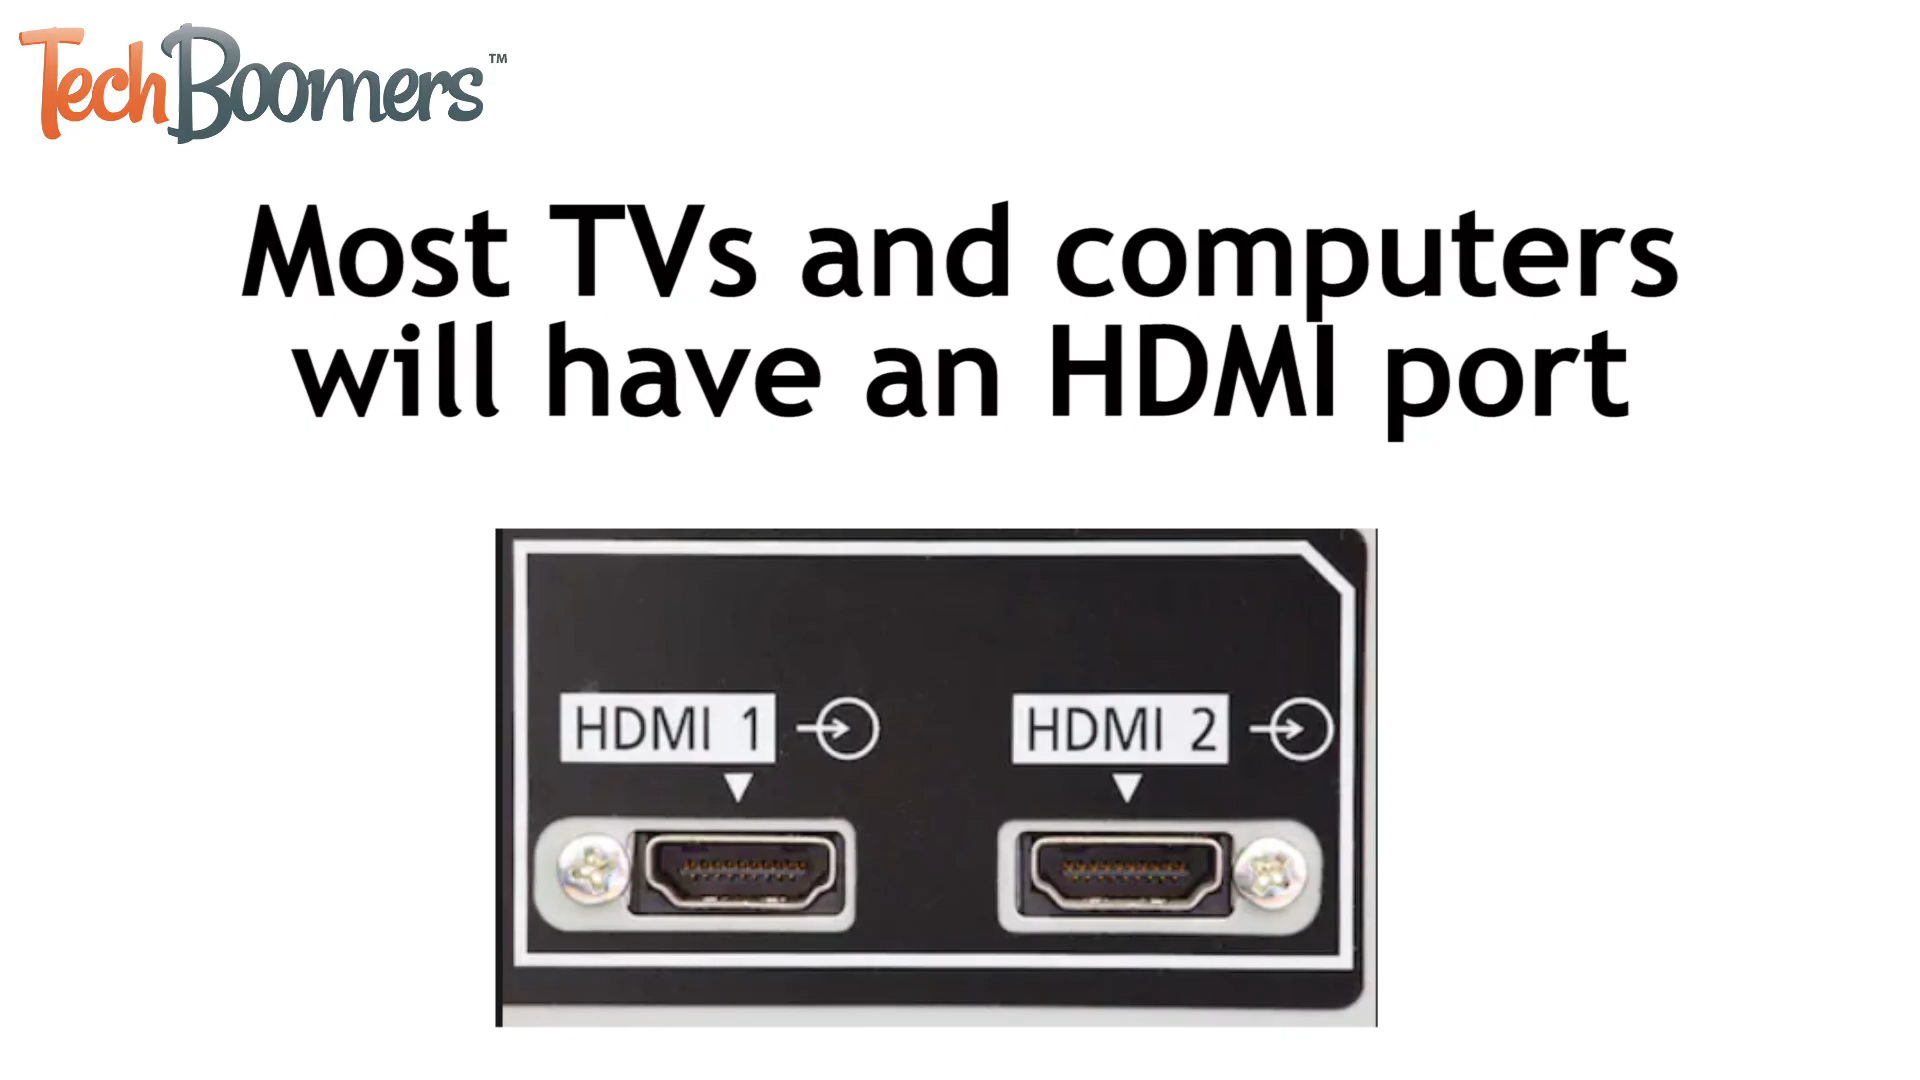 TechBoomers™
Most TVs and computers
will have an HDMI port
HDMI 1
HDMI 2